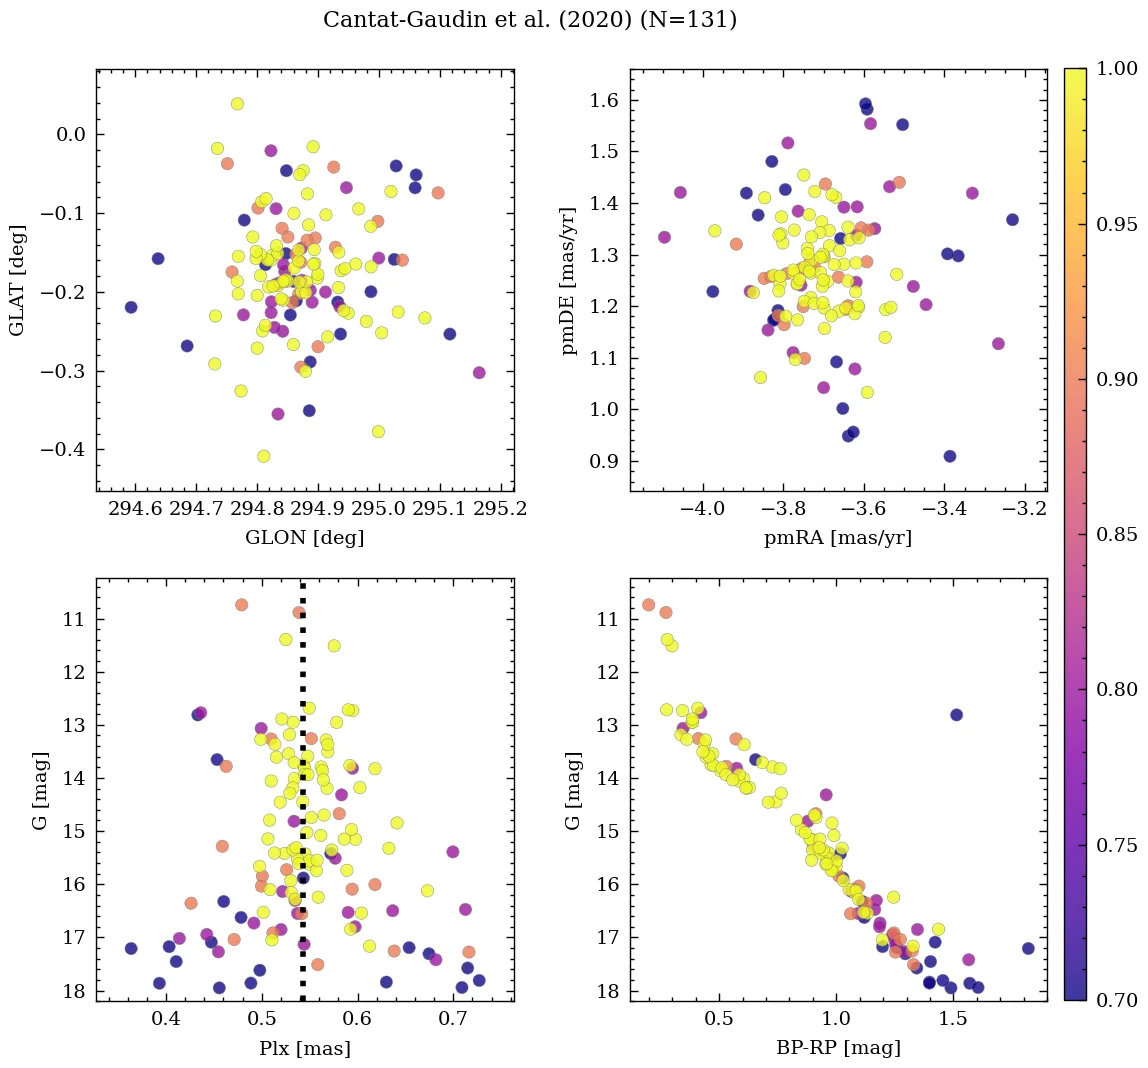 Cantat-Gaudin et al. (2020) (N=131)
0.0
−0.1
−0.2
−0.3
−0.4
GLAT [deg]
294.6 294.7 294.8 294.9 295.0 295.1 295.2
GLON [deg]
1.6
1.5
1.4
1.3
1.2
1.1
1.0
0.9
pmDE [mas/yr]
−4.0 −3.8 −3.6 −3.4 −3.2
pmRA [mas/yr]
11
12
13
14
15
16
17
18
G [mag]
0.4 0.5 0.6 0.7
Plx [mas]
11
12
13
14
15
16
17
18
G [mag]
0.5 1.0 1.5
BP-RP [mag]
1.00
0.95
0.90
0.85
0.80
0.75
0.70